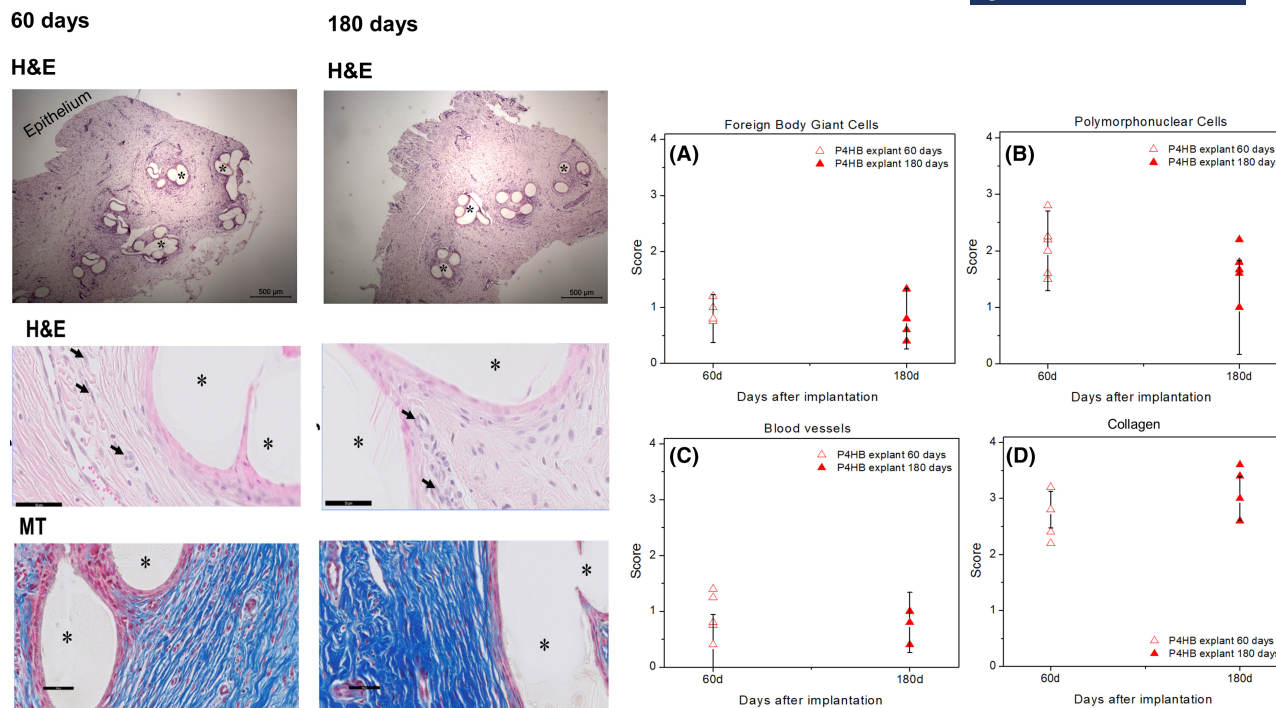 60 days
180 days
H&E
H&E
Epithelium
500 µm
500 µm
H&E
MT
Foreign Body Giant Cells
(A)
P4HB explant 60 days
P4HB explant 180 days
Score
4
3
2
1
0
60d
180d
Days after implantation
Polymorphonuclear Cells
(B)
P4HB explant 60 days
P4HB explant 180 day
Score
4
3
2
1
0
60d
180d
Days after implantation
Blood vessels
(C)
P4HB explant 60 days
P4HB explant 180 days
Score
4
3
2
1
0
60d
180d
Days after implantation
Collagen
(D)
P4HB explant 60 days
P4HB explant 180 days
Score
4
3
2
1
0
60d
180d
Days after implantation